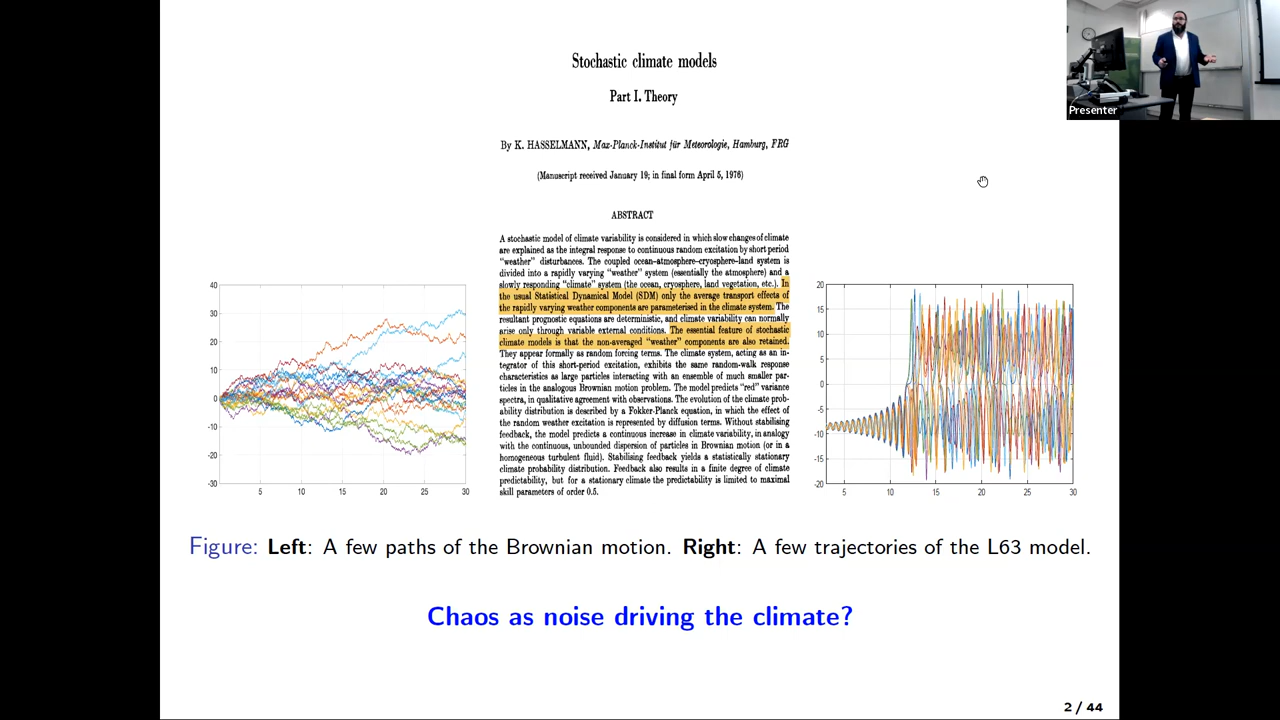 Presenter
Stochastic climate models
Part I. Theory
By K. HASSELMANN, Max-Planck-Institut für Meteorologie, Hamburg, FRG
(Manuscript received January 19; in final form April 5, 1976)
ABSTRACT
A stochastic model of climate variability is considered in which slow changes of climate
are explained as the integral response to continuous random excitation by short period
"weather" disturbances. The coupled ocean-atmosphere-cryosphere-land system is
divided into a rapidly varying "weather" system (essentially the atmosphere) and a
slowly responding "climate" system (the ocean, cryosphere, land vegetation, etc.). In
the usual Statistical Dynamical Model (SDM) only the average transport effects of
the rapidly varying weather components are parameterised in the climate system. The
resultant prognostic equations are deterministic, and climate variability can normally
arise only through variable external conditions. The essential feature of stochastic
climate models is that the non-averaged "weather" components are also retained.
They appear formally as random forcing terms. The climate system, acting as an in-
tegrator of this short-period excitation, exhibits the same random-walk response
characteristics as large particles interacting with an ensemble of much smaller par-
ticles in the analogous Brownian motion problem. The model predicts "red" variance
spectra, in qualitative agreement with observations. The evolution of the climate prob-
ability distribution is described by a Fokker-Planck equation, in which the effect of
the random weather excitation is represented by diffusion terms. Without stabilising
feedback, the model predicts a continuous increase in climate variability, in analogy
with the continuous, unbounded dispersion of particles in Brownian motion (or in a
homogeneous turbulent fluid). Stabilising feedback yields a statistically stationary
climate probability distribution. Feedback also results in a finite degree of climate
predictability, but for a stationary climate the predictability is limited to maximal
skill parameters of order 0.5.
40
30
20
10
0
-10
-20
-30
5 10 15 20 25 30
20
15
10
5
0
-5
-10
-15
-20
5 10 15 20 25 30
Figure: Left: A few paths of the Brownian motion. Right: A few trajectories of the L63 model.
Chaos as noise driving the climate?
2 / 44